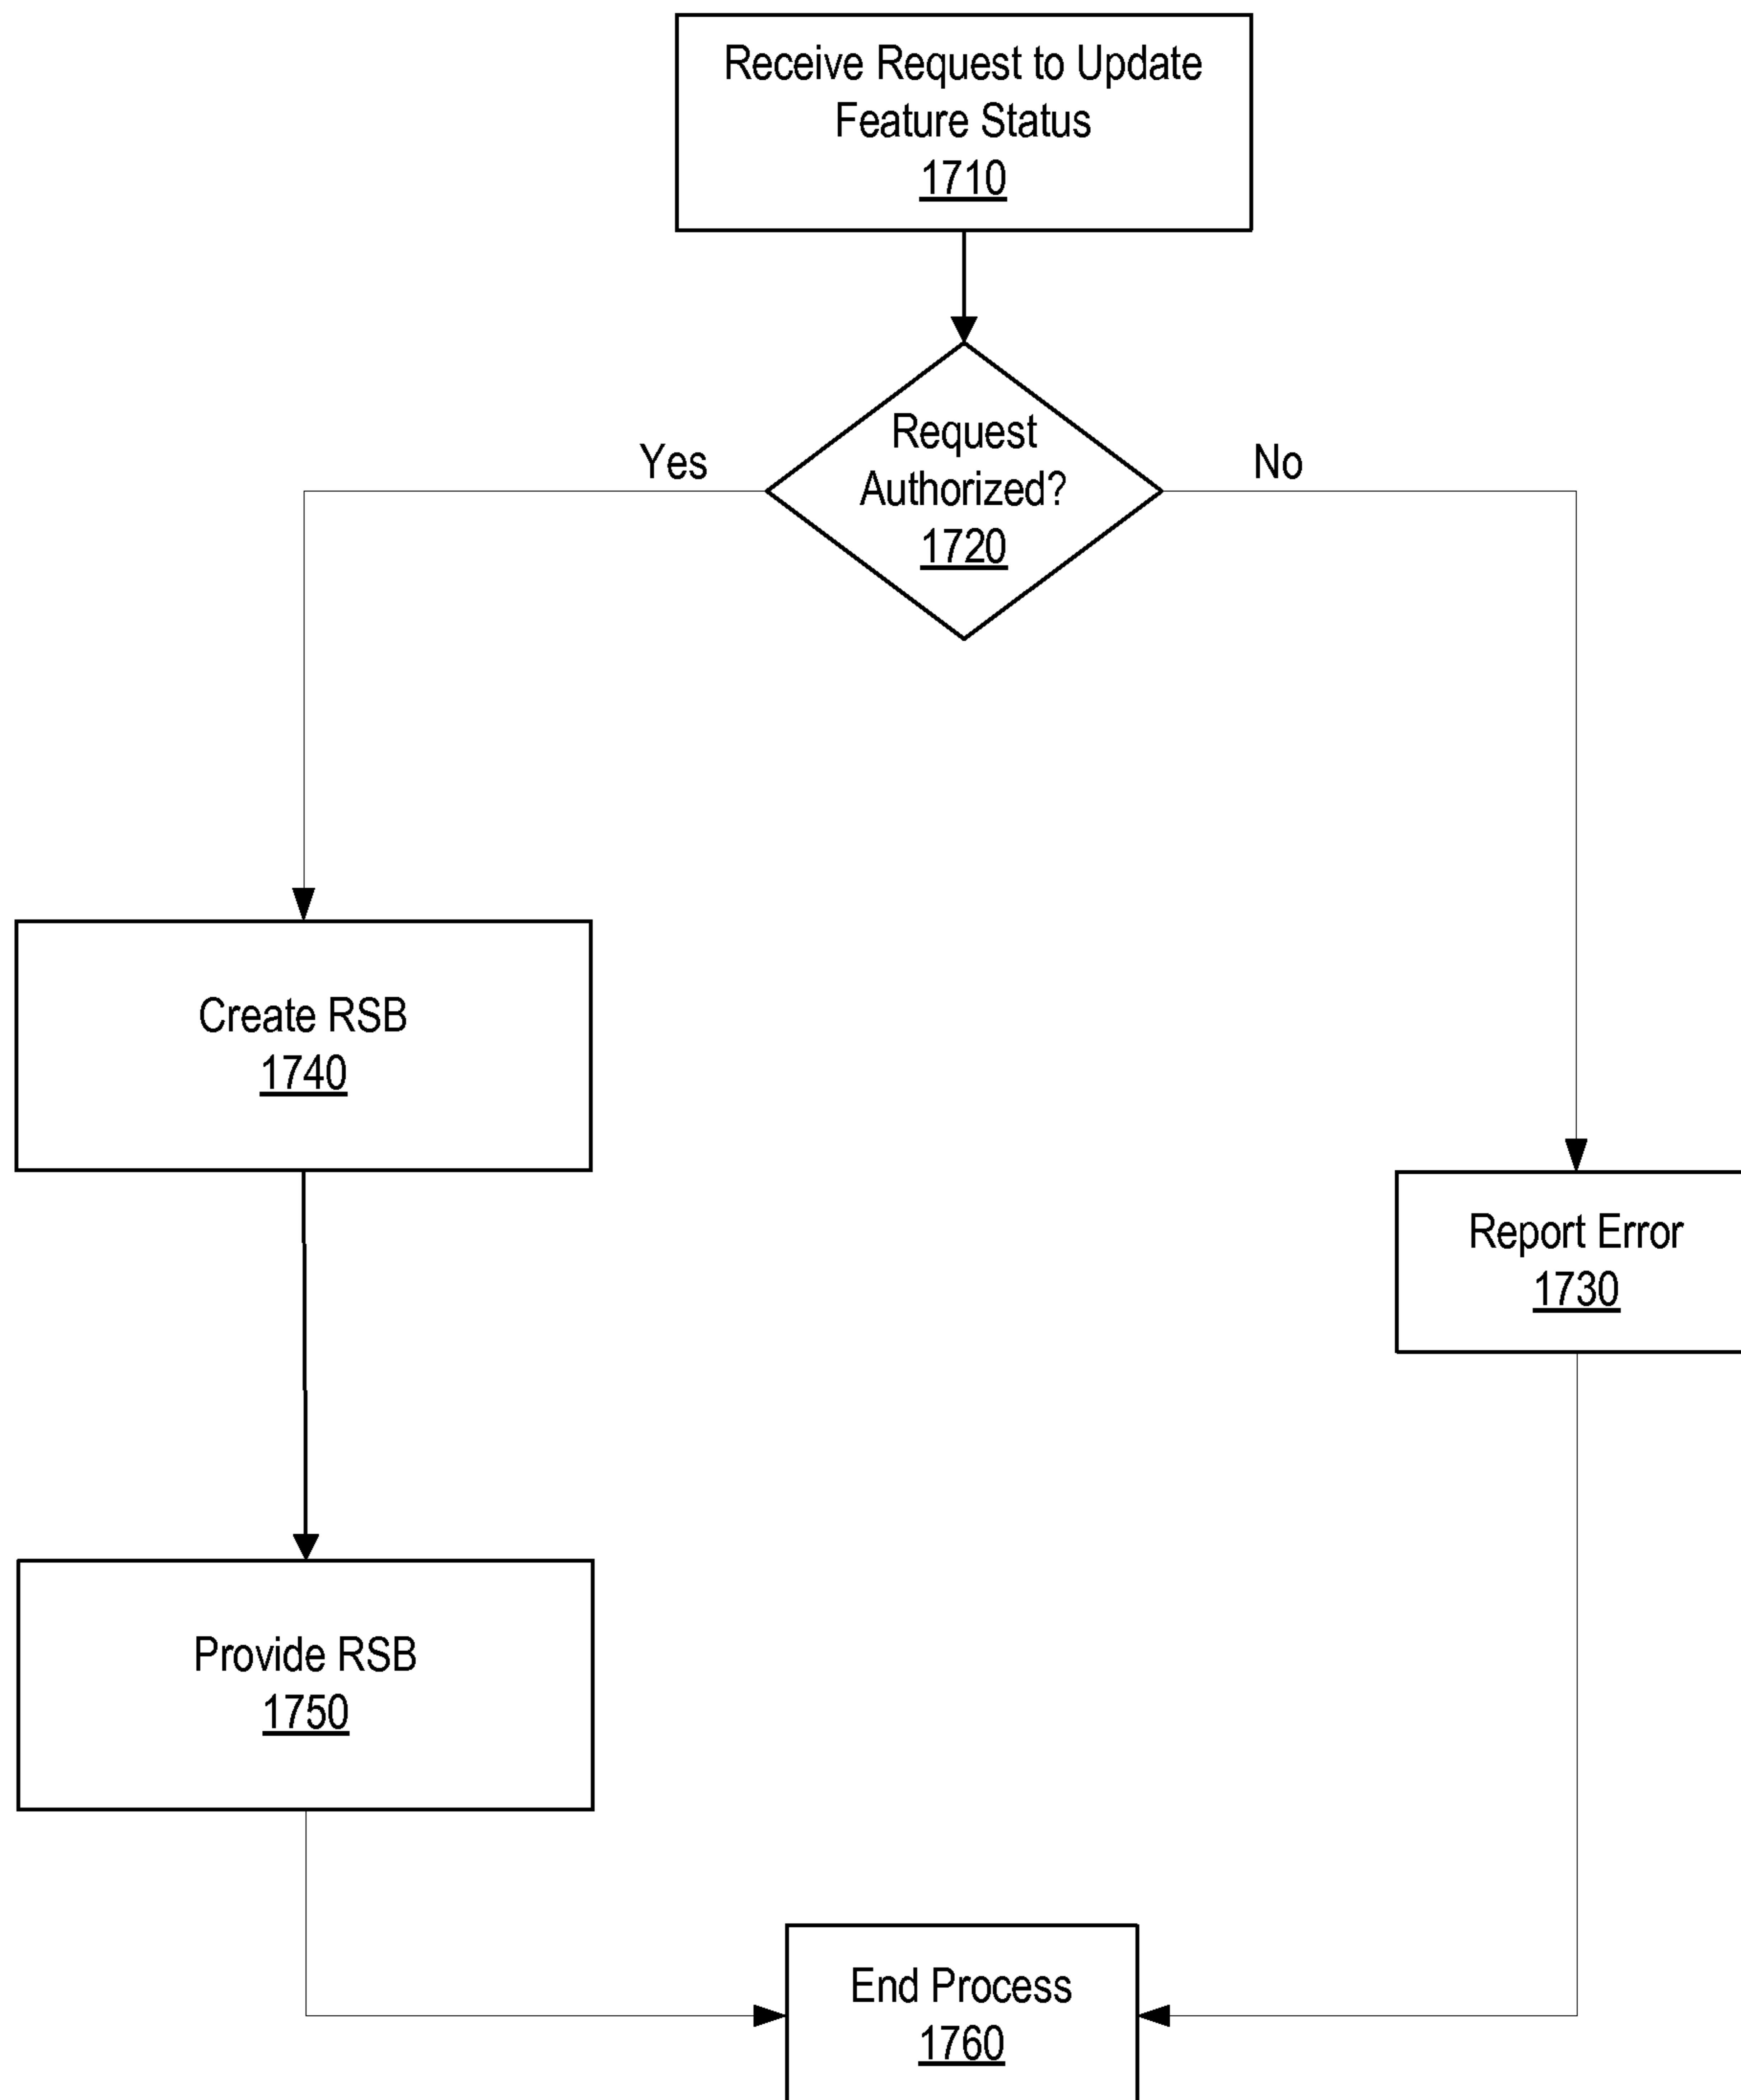 Receive Request to Update
Feature Status
1710
Request
Authorized?
1720
Yes
No
Create RSB
1740
Report Error
1730
Provide RSB
1750
End Process
1760